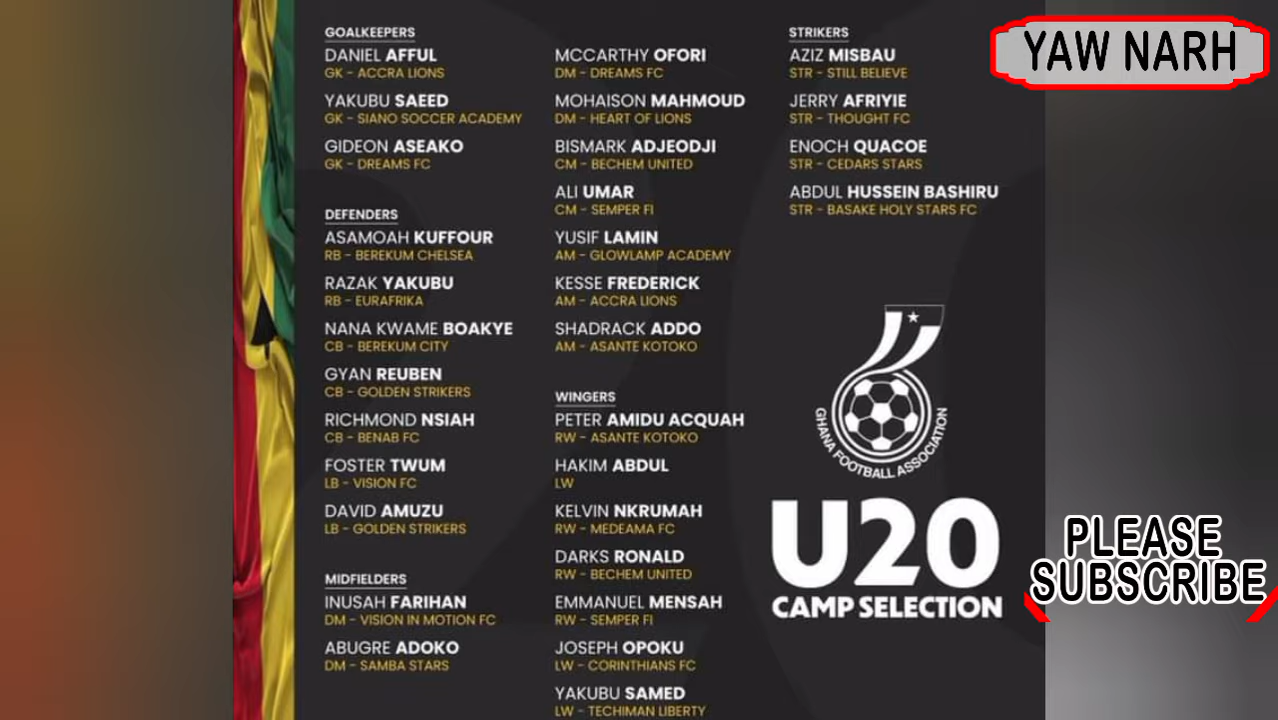 GOALKEEPERS
DANIEL AFFUL
GK - ACCRA LIONS
YAKUBU SAEED
GK - SIANO SOCCER ACADEMY
GIDEON ASEAKO
GK - DREAMS FC
DEFENDERS
ASAMOAH KUFFOUR
RB - BEREKUM CHELSEA
RAZAK YAKUBU
RB - EURAFRIKA
NANA KWAME BOAKYE
CB - BEREKUM CITY
GYAN REUBEN
CB - GOLDEN STRIKERS
RICHMOND NSIAH
CB - BENAB FC
FOSTER TWUM
LB - VISION FC
DAVID AMUZU
LB - GOLDEN STRIKERS
MIDFIELDERS
INUSAH FARIHAN
DM - VISION IN MOTION FC
ABUGRE ADOKO
DM - SAMBA STARS
MCCARTHY OFORI
DM - DREAMS FC
MOHAISON MAHMOUD
DM - HEART OF LIONS
BISMARK ADJEODJI
CM - BECHEM UNITED
ALI UMAR
CM - SEMPER FI
YUSIF LAMIN
AM - GLOWLAMP ACADEMY
KESSE FREDERICK
AM - ACCRA LIONS
SHADRACK ADDO
AM - ASANTE KOTOKO
WINGERS
PETER AMIDU ACQUAH
RW - ASANTE KOTOKO
HAKIM ABDUL
LW
KELVIN NKRUMAH
RW - MEDEAMA FC
DARKS RONALD
RW - BECHEM UNITED
EMMANUEL MENSAH
RW - SEMPER FI
JOSEPH OPOKU
LW - CORINTHIANS FC
YAKUBU SAMED
LW - TECHIMAN LIBERTY
STRIKERS
AZIZ MISBAU
STR - STILL BELIEVE
JERRY AFRIYIE
STR - THOUGHT FC
ENOCH QUACOE
STR - CEDARS STARS
ABDUL HUSSEIN BASHIRU
STR - BASAKE HOLY STARS FC
GHANA FOOTBALL ASSOCIATION
U20
CAMP SELECTION
YAW NARH
PLEASE
SUBSCRIBE